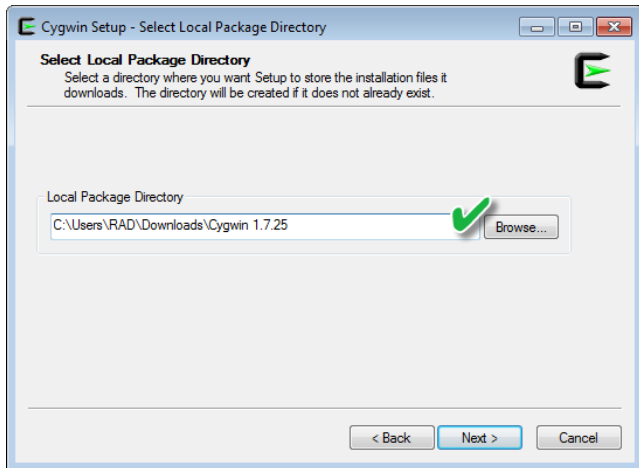 Cygwin Setup - Select Local Package Directory
Select Local Package Directory
Select a directory where you want Setup to store the installation files it
downloads. The directory will be created if it does not already exist.
Local Package Directory
C:\Users\RAD\Downloads\Cygwin 1.7.25
Browse...
< Back
Next >
Cancel